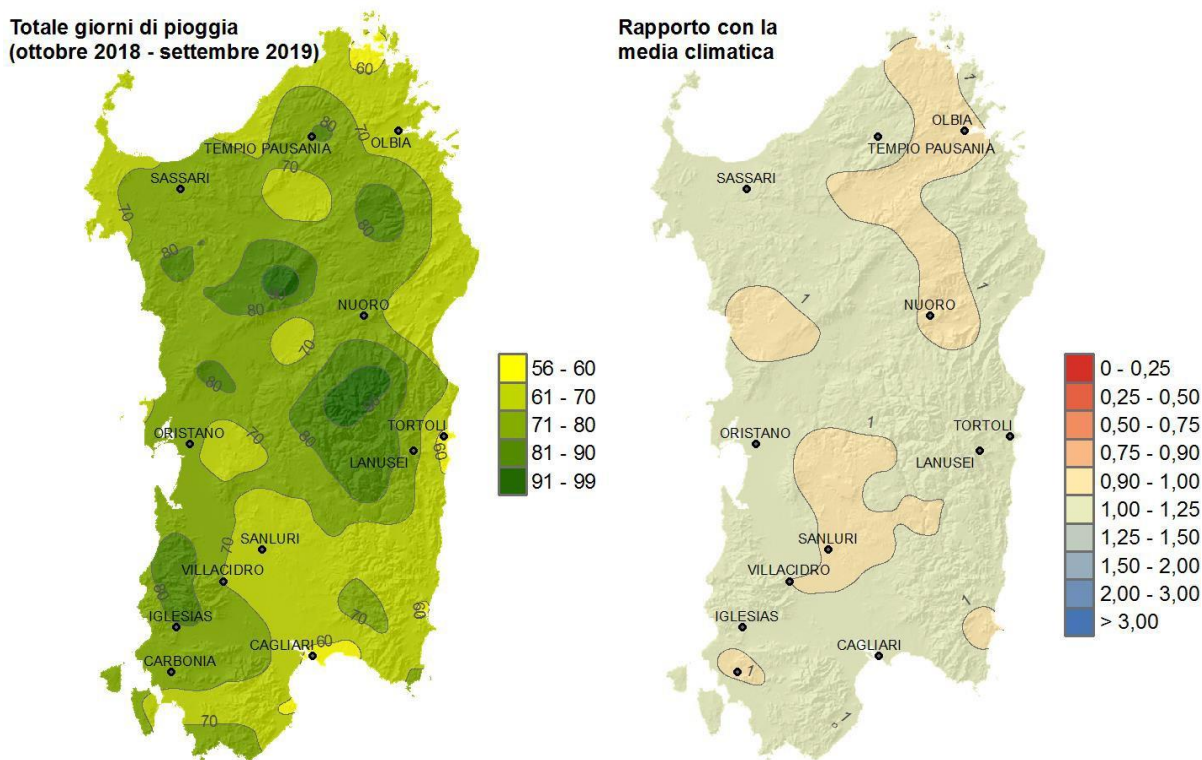 Totale giorni di pioggia
(ottobre 2018 - settembre 2019)
60
80
70
OLBIA
TEMPIO PAUSANIA
70
SASSARI
70
80
80
80
NUORO
70
80
80
ORISTANO
70
TORTOLI
60
LANUSEI
70
SANLURI
VILLACIDRO
80
70
60
IGLESIAS
CAGLIARI
60
CARBONIA
70
56 - 60
61 - 70
71 - 80
81 - 90
91 - 99
Rapporto con la
media climatica
1
OLBIA
TEMPIO PAUSANIA
SASSARI
1
1
NUORO
1
ORISTANO
TORTOLI
LANUSEI
SANLURI
VILLACIDRO
1
IGLESIAS
CAGLIARI
1
1
0 - 0,25
0,25 - 0,50
0,50 - 0,75
0,75 - 0,90
0,90 - 1,00
1,00 - 1,25
1,25 - 1,50
1,50 - 2,00
2,00 - 3,00
> 3,00